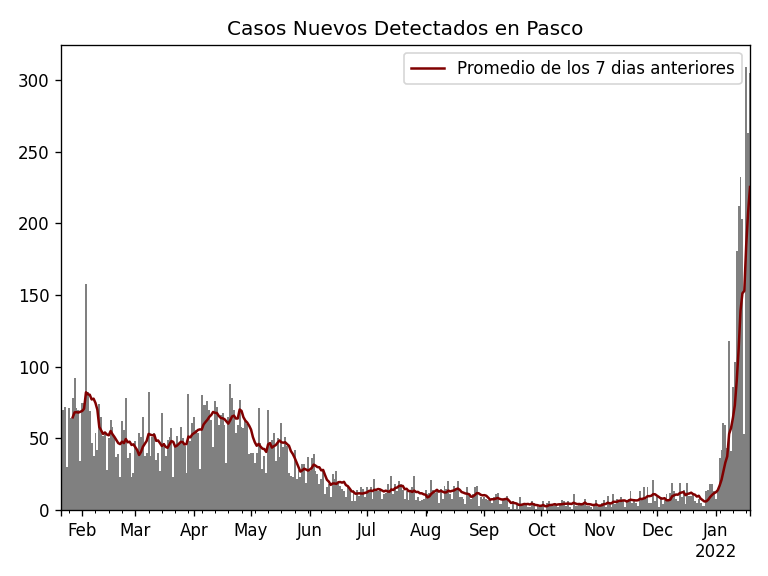 Casos Nuevos Detectados en Pasco
Promedio de los 7 dias anteriores
300
250
200
150
100
50
0
Feb Mar Apr May Jun Jul Aug Sep Oct Nov Dec Jan
2022